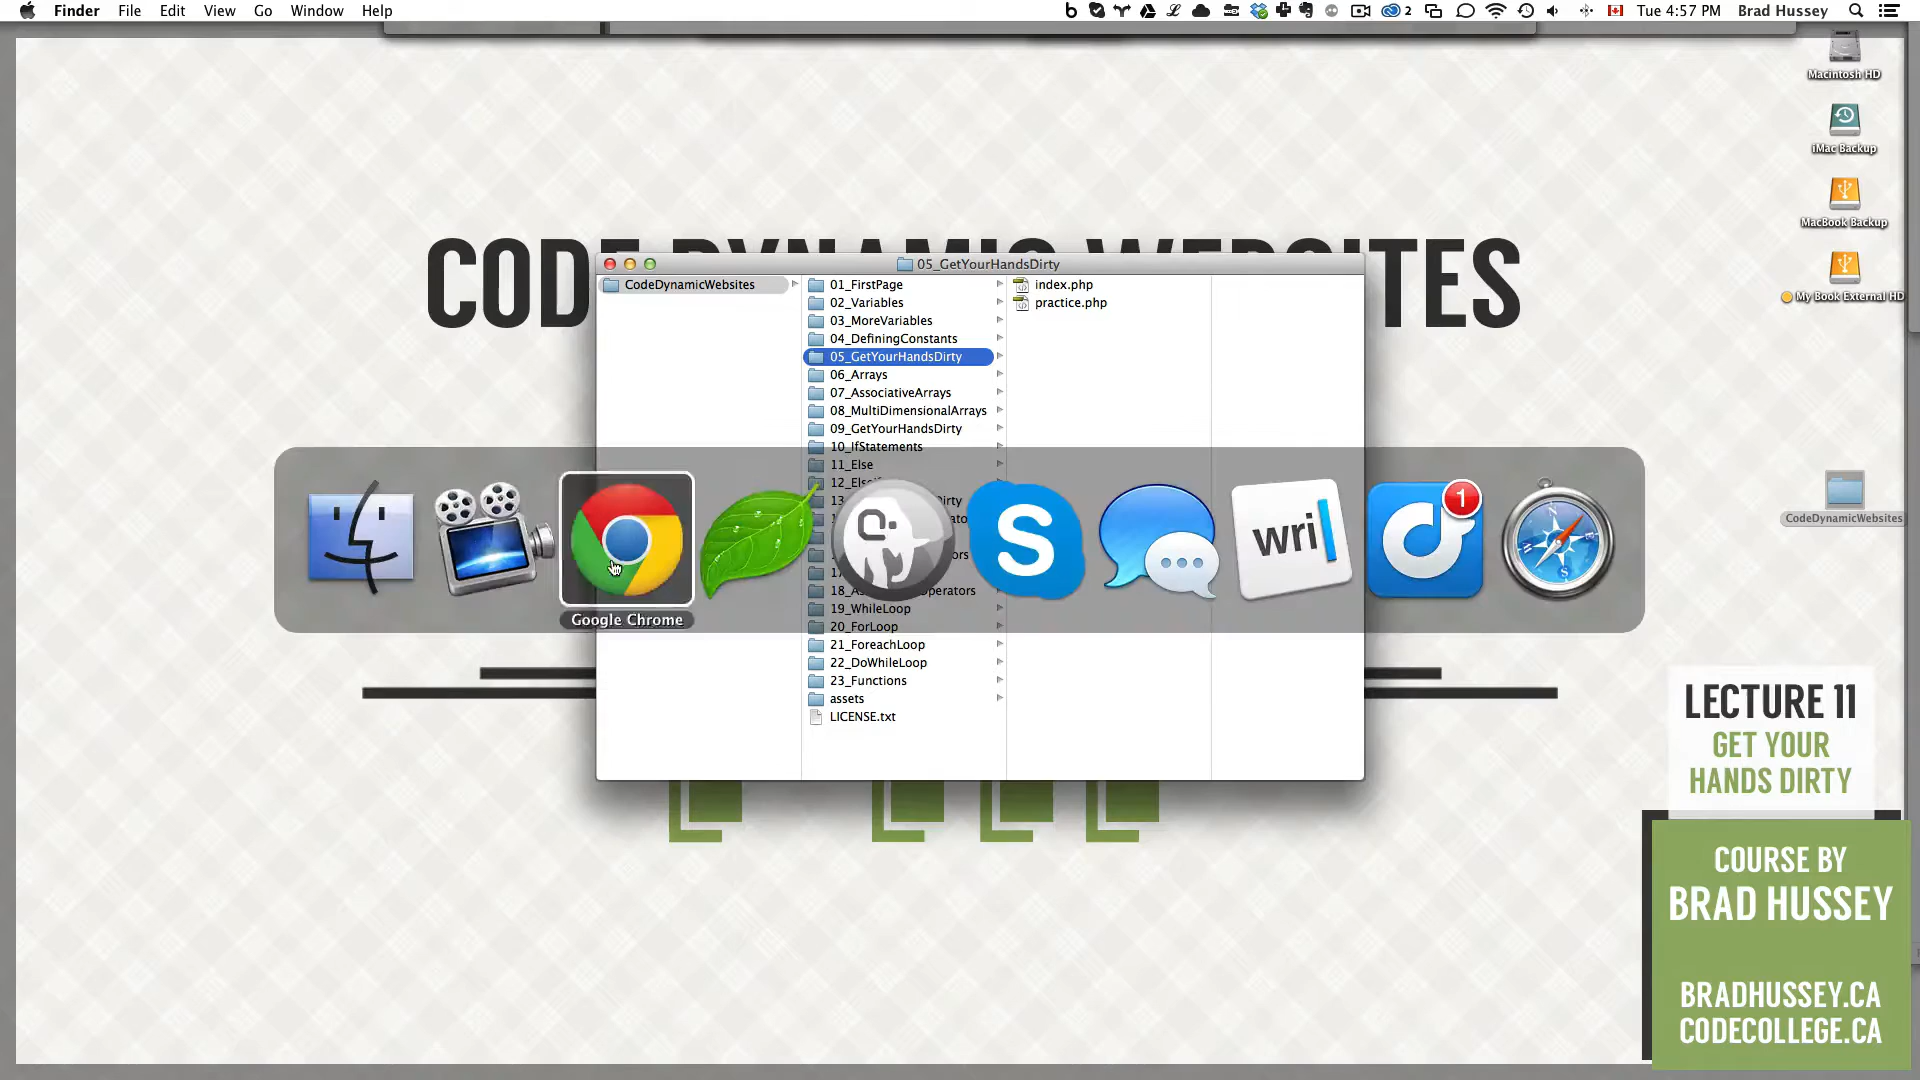 Finder File Edit View Go Window Help
2
Tue 4:57 PM Brad Hussey
Macintosh HD
iMac Backup
MacBook Backup
My Book External HD
05_GetYourHandsDirty
CodeDynamicWebsites
01_FirstPage
02_Variables
03_MoreVariables
04_DefiningConstants
05_GetYourHandsDirty
06_Arrays
07_AssociativeArrays
08_MultiDimensionalArrays
09_GetYourHandsDirty
10_IfStatements
11_Else
19_WhileLoop
20_ForLoop
21_ForeachLoop
22_DoWhileLoop
23_Functions
assets
LICENSE.txt
index.php
practice.php
Google Chrome
S
wri
1
CodeDynamicWebsites
LECTURE 11
GET YOUR
HANDS DIRTY
COURSE BY
BRAD HUSSEY
BRADHUSSEY.CA
CODECOLLEGE.CA